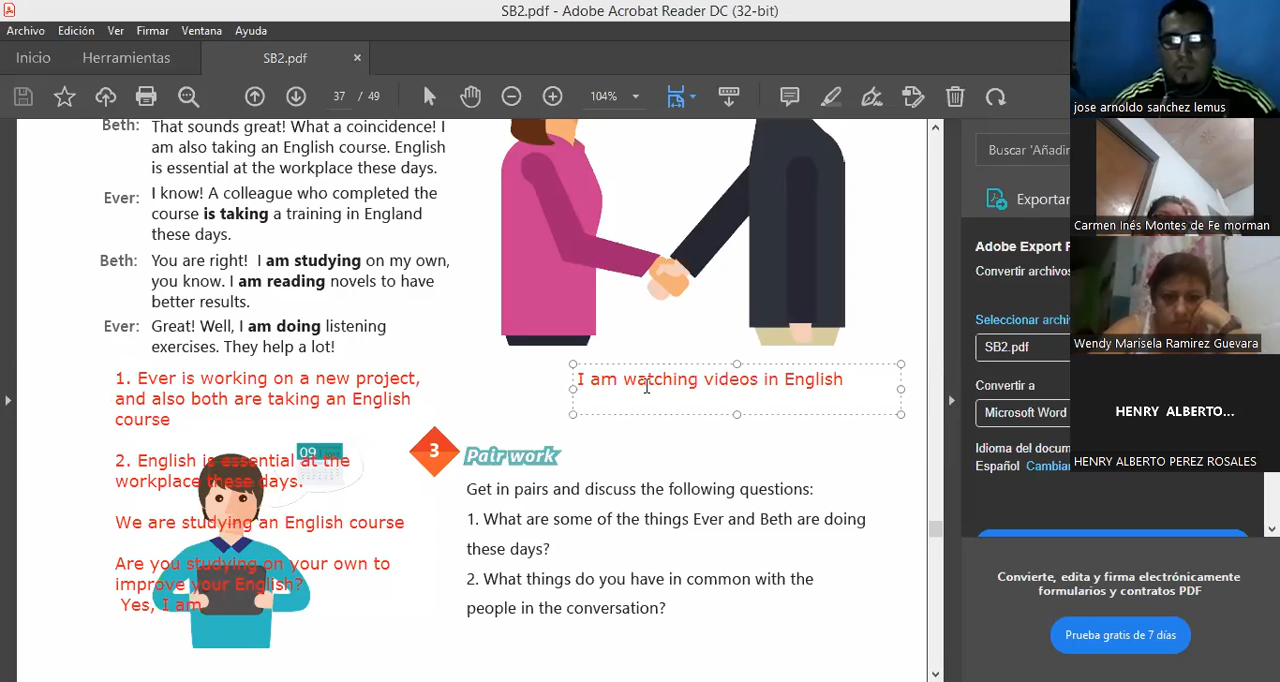 SB2.pdf - Adobe Acrobat Reader DC (32-bit)
Archivo Edición Ver Firmar Ventana Ayuda
Inicio Herramientas SB2.pdf ×
37 / 49 104%
Beth: That sounds great! What a coincidence! I
am also taking an English course. English
is essential at the workplace these days.
Ever: I know! A colleague who completed the
course is taking a training in England
these days.
Beth: You are right! I am studying on my own,
you know. I am reading novels to have
better results.
Ever: Great! Well, I am doing listening
exercises. They help a lot!
1. Ever is working on a new project,
and also both are taking an English
course
2. English is essential at the
workplace these days.
We are studying an English course
Are you studying on your own to
improve your English?
Yes, I am
09
I am watching videos in English
3 Pair work
Get in pairs and discuss the following questions:
1. What are some of the things Ever and Beth are doing
these days?
2. What things do you have in common with the
people in the conversation?
Buscar 'Añadir
Exportar
Adobe Export P
Convertir archivos
Seleccionar archi
SB2.pdf
Convertir a
Microsoft Word
Idioma del docum
Español Cambiar
Convierte, edita y firma electrónicamente
formularios y contratos PDF
Prueba gratis de 7 días
jose arnoldo sanchez lemus
Carmen Inés Montes de Fe morman
Wendy Marisela Ramirez Guevara
HENRY ALBERTO...
HENRY ALBERTO PEREZ ROSALES